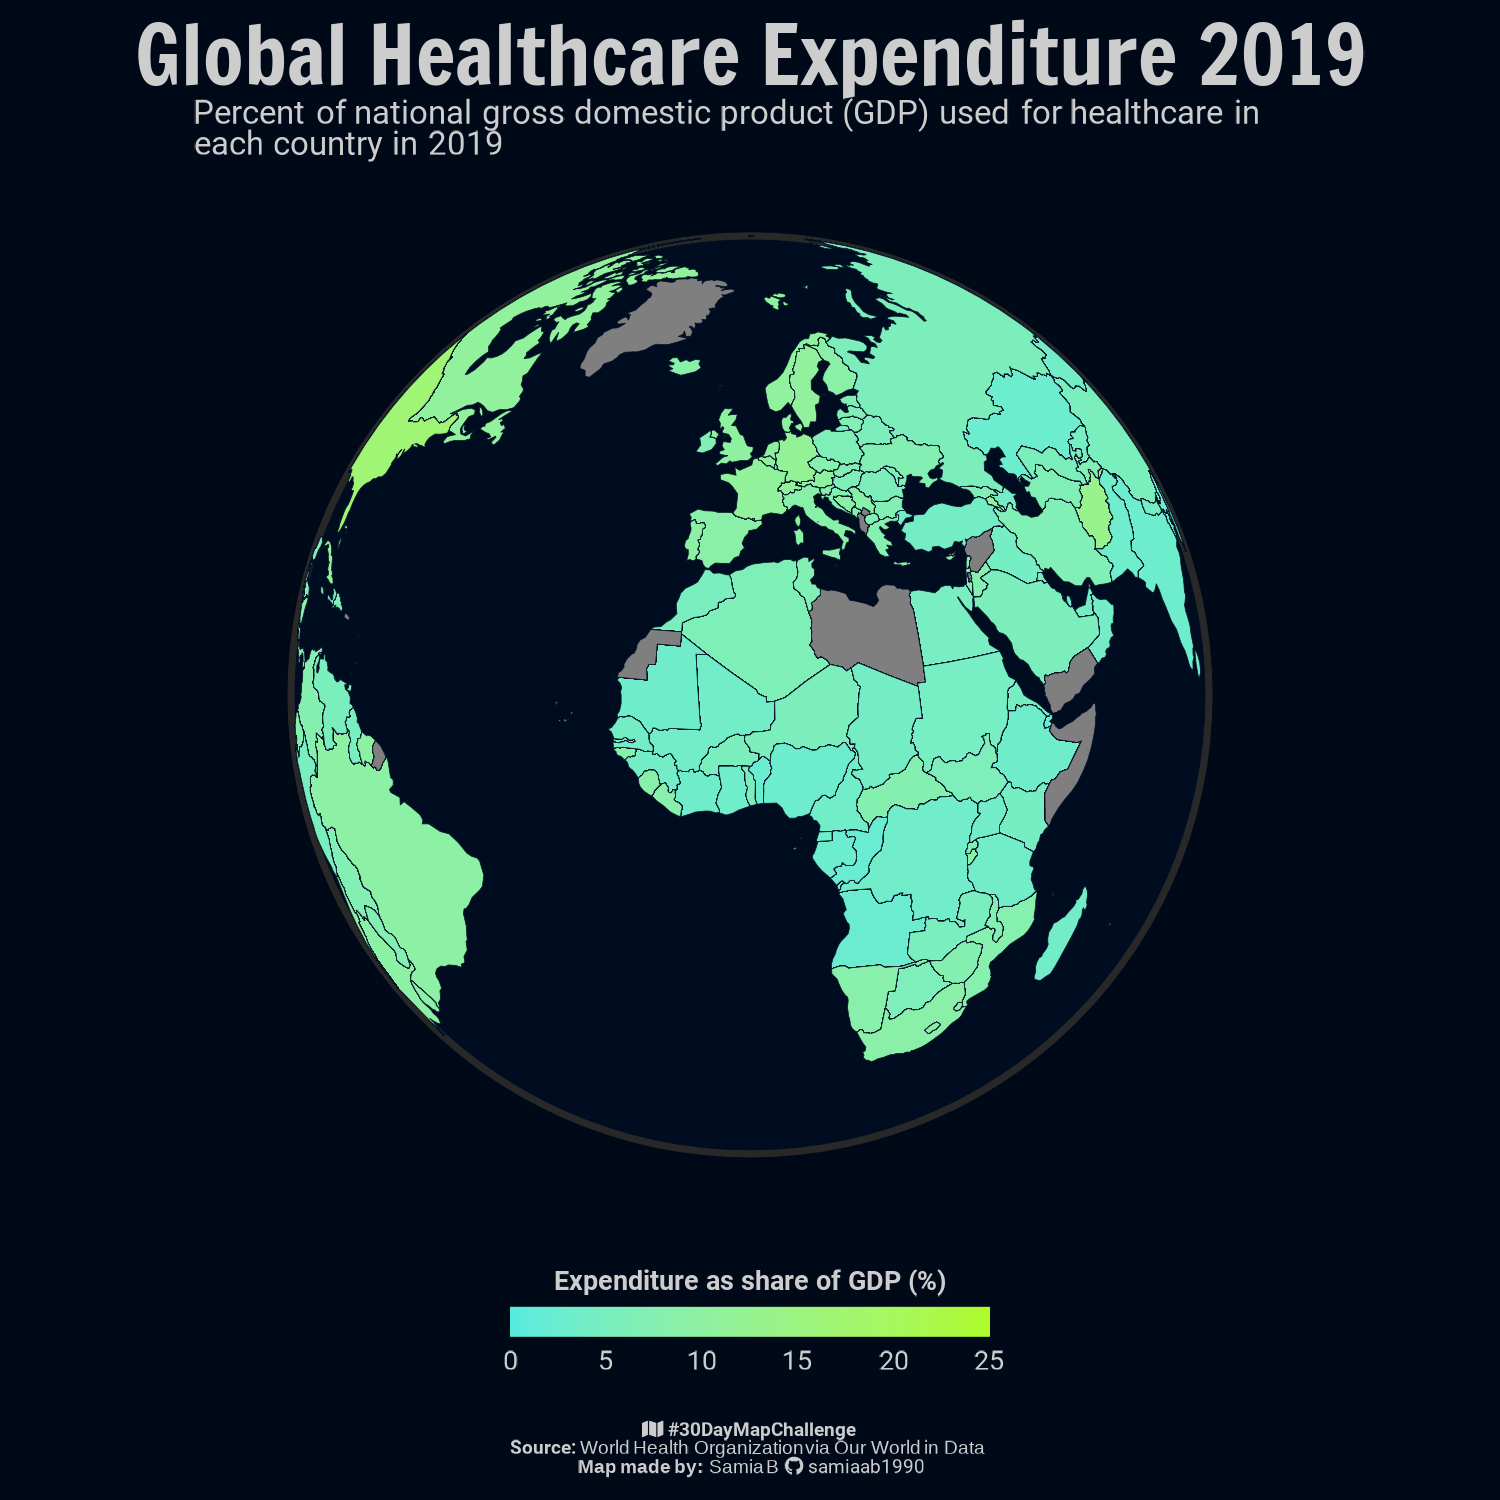 Global Healthcare Expenditure 2019
Percent of national gross domestic product (GDP) used for healthcare in
each country in 2019
Expenditure as share of GDP (%)
0 5 10 15 20 25
#30DayMapChallenge
Source: World Health Organization via Our World in Data
Map made by: Samia B samiaab1990